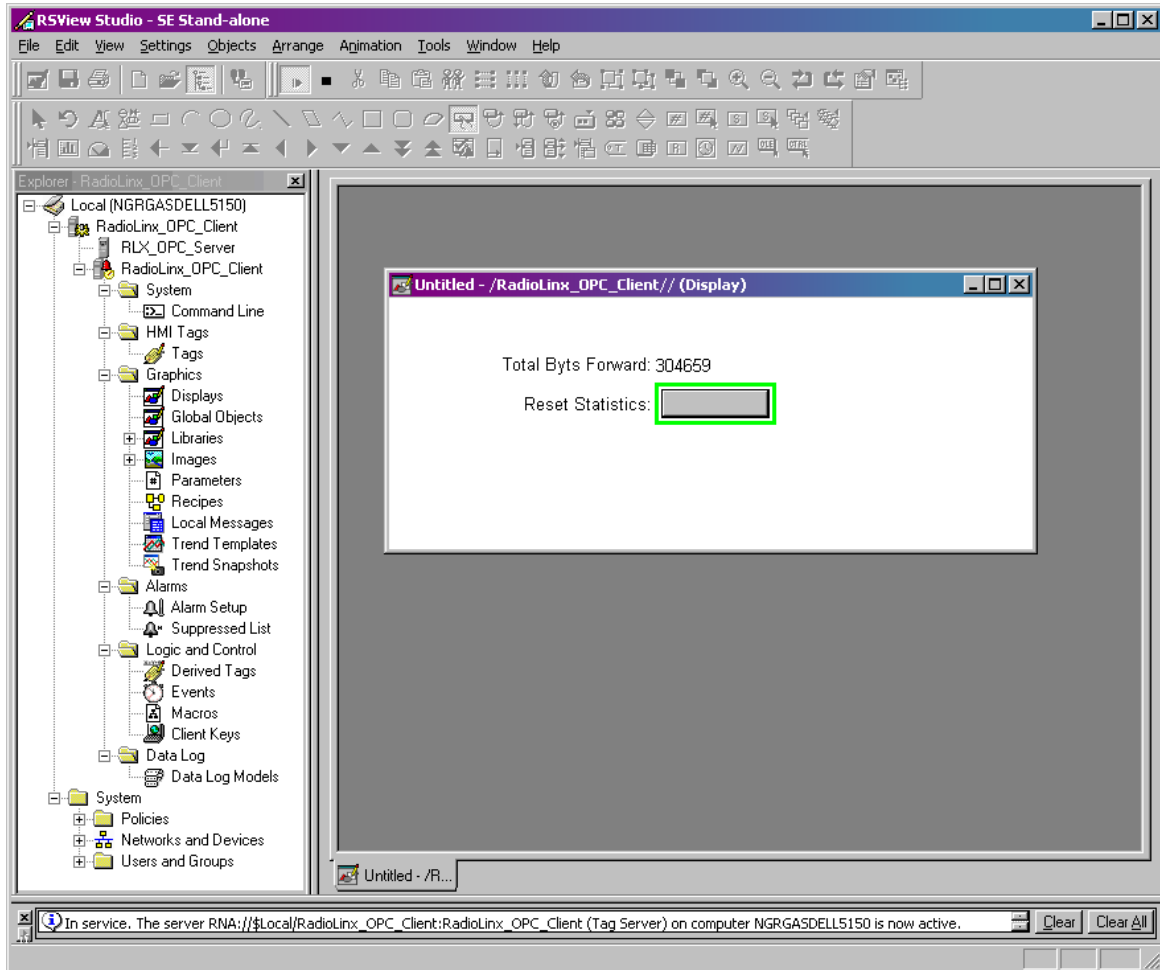 RSView Studio - SE Stand-alone
File Edit View Settings Objects Arrange Animation Tools Window Help
Explorer - RadioLinx_OPC_Client
Local (NGRGASDELL5150)
RadioLinx_OPC_Client
RLX_OPC_Server
RadioLinx_OPC_Client
System
Command Line
HMI Tags
Tags
Graphics
Displays
Global Objects
Libraries
Images
Parameters
Recipes
Local Messages
Trend Templates
Trend Snapshots
Alarms
Alarm Setup
Suppressed List
Logic and Control
Derived Tags
Events
Macros
Client Keys
Data Log
Data Log Models
System
Policies
Networks and Devices
Users and Groups
Untitled - /RadioLinx_OPC_Client// (Display)
Total Byts Forward: 304659
Reset Statistics:
Untitled - /R...
In service. The server RNA://$Local/RadioLinx_OPC_Client:RadioLinx_OPC_Client (Tag Server) on computer NGRGASDELL5150 is now active.
Clear Clear All